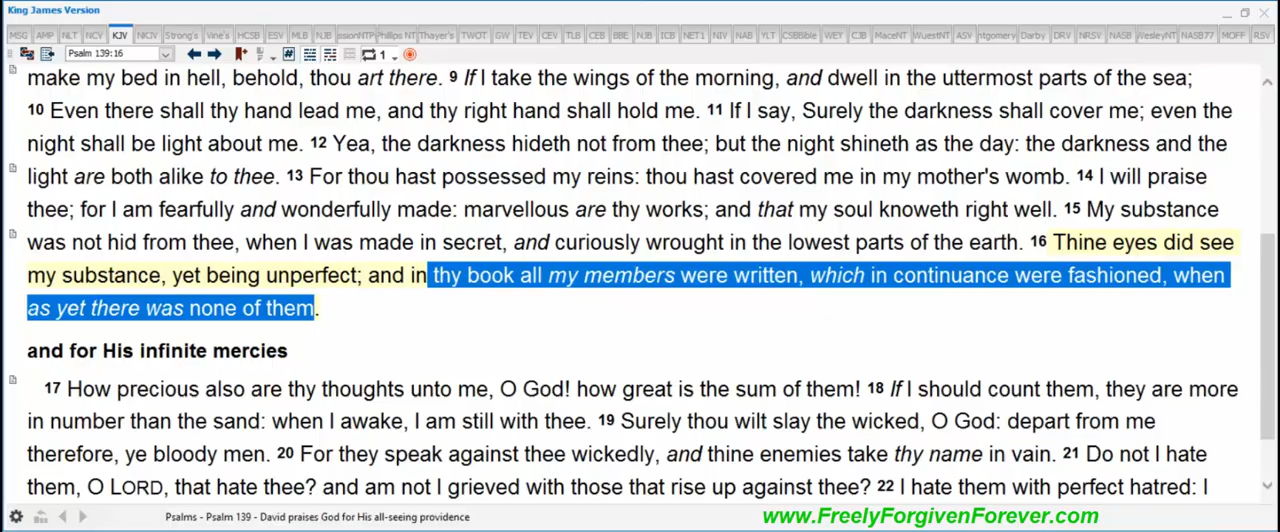 King James Version
MSG AMP NLT NCV KJV NKJV Strong's Vine's HCSB ESV MLB NJB ssionNTP Phillips NT Thayer's TWOT GW TEV CEV TLB CEB BBE NJB ICB NET1 NIV NAB YLT CSBBible WEY CJB MaceNT WuestNT ASV ntgomery Darby DRV NRSV NASB WesleyNT NASB77 MOFF RSV
Psalm 139:16 # 1
make my bed in hell, behold, thou art there. 9 If I take the wings of the morning, and dwell in the uttermost parts of the sea;
10 Even there shall thy hand lead me, and thy right hand shall hold me. 11 If I say, Surely the darkness shall cover me; even the
night shall be light about me. 12 Yea, the darkness hideth not from thee; but the night shineth as the day: the darkness and the
light are both alike to thee. 13 For thou hast possessed my reins: thou hast covered me in my mother's womb. 14 I will praise
thee; for I am fearfully and wonderfully made: marvellous are thy works; and that my soul knoweth right well. 15 My substance
was not hid from thee, when I was made in secret, and curiously wrought in the lowest parts of the earth. 16 Thine eyes did see
my substance, yet being unperfect; and in thy book all my members were written, which in continuance were fashioned, when
as yet there was none of them.
and for His infinite mercies
17 How precious also are thy thoughts unto me, O God! how great is the sum of them! 18 If I should count them, they are more
in number than the sand: when I awake, I am still with thee. 19 Surely thou wilt slay the wicked, O God: depart from me
therefore, ye bloody men. 20 For they speak against thee wickedly, and thine enemies take thy name in vain. 21 Do not I hate
them, O LORD, that hate thee? and am not I grieved with those that rise up against thee? 22 I hate them with perfect hatred: I
Psalms - Psalm 139 - David praises God for His all-seeing providence
www.FreelyForgivenForever.com